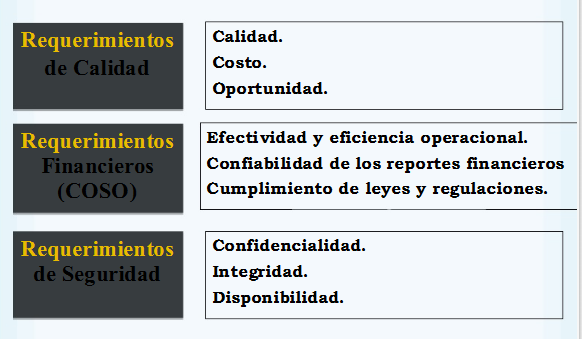 Requerimientos
de Calidad
Calidad.
Costo.
Oportunidad.
Requerimientos
Financieros
(COSO)
Efectividad y eficiencia operacional.
Confiabilidad de los reportes financieros
Cumplimiento de leyes y regulaciones.
Requerimientos
de Seguridad
Confidencialidad.
Integridad.
Disponibilidad.